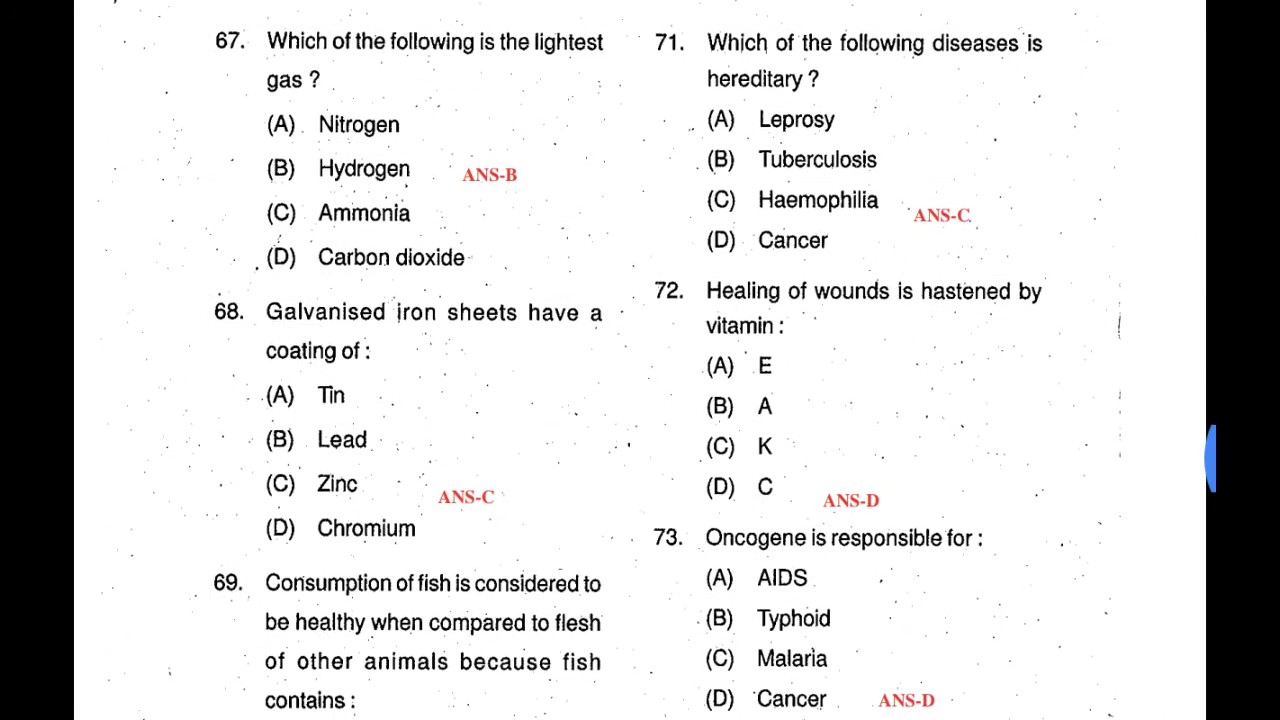 67. Which of the following is the lightest
gas ?
(A) Nitrogen
(B) Hydrogen ANS-B
(C) Ammonia
(D) Carbon dioxide
68. Galvanised iron sheets have a
coating of :
(A) Tin
(B) Lead
(C) Zinc ANS-C
(D) Chromium
69. Consumption of fish is considered to
be healthy when compared to flesh
of other animals because fish
contains :
71. Which of the following diseases is
hereditary ?
(A) Leprosy
(B) Tuberculosis
(C) Haemophilia ANS-C
(D) Cancer
72. Healing of wounds is hastened by
vitamin :
(A) E
(B) A
(C) K
(D) C ANS-D
73. Oncogene is responsible for :
(A) AIDS
(B) Typhoid
(C) Malaria
(D) Cancer ANS-D